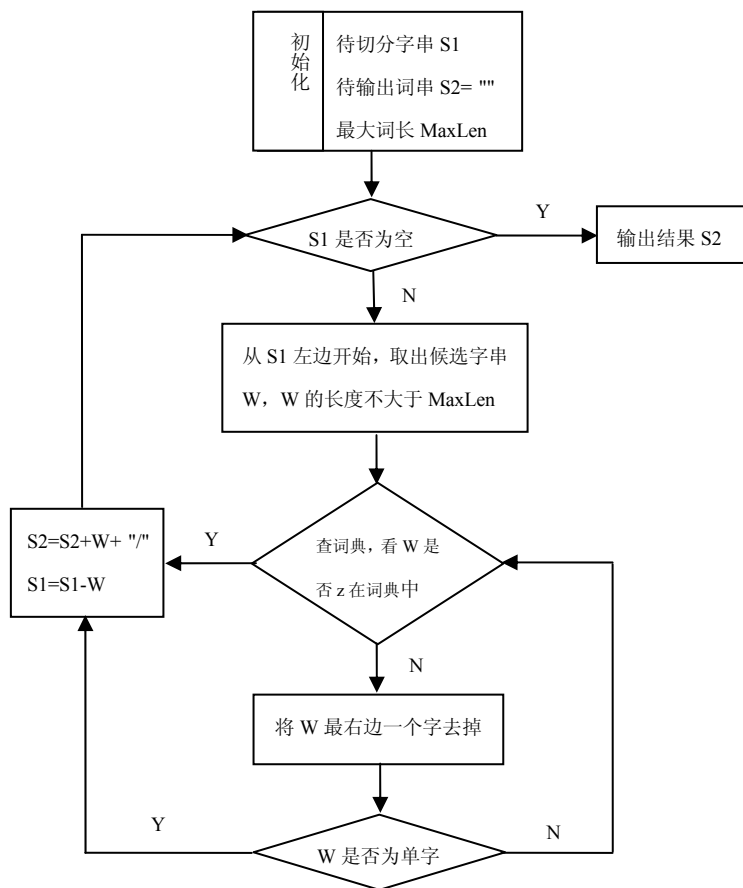 初始化
待切分字串 S1
待输出词串 S2= ""
最大词长 MaxLen
S1 是否为空
Y
输出结果 S2
N
从 S1 左边开始，取出候选字串
W，W 的长度不大于 MaxLen
查词典，看 W 是
否 z 在词典中
Y
S2=S2+W+ "/"
S1=S1-W
N
将 W 最右边一个字去掉
W 是否为单字
Y
N